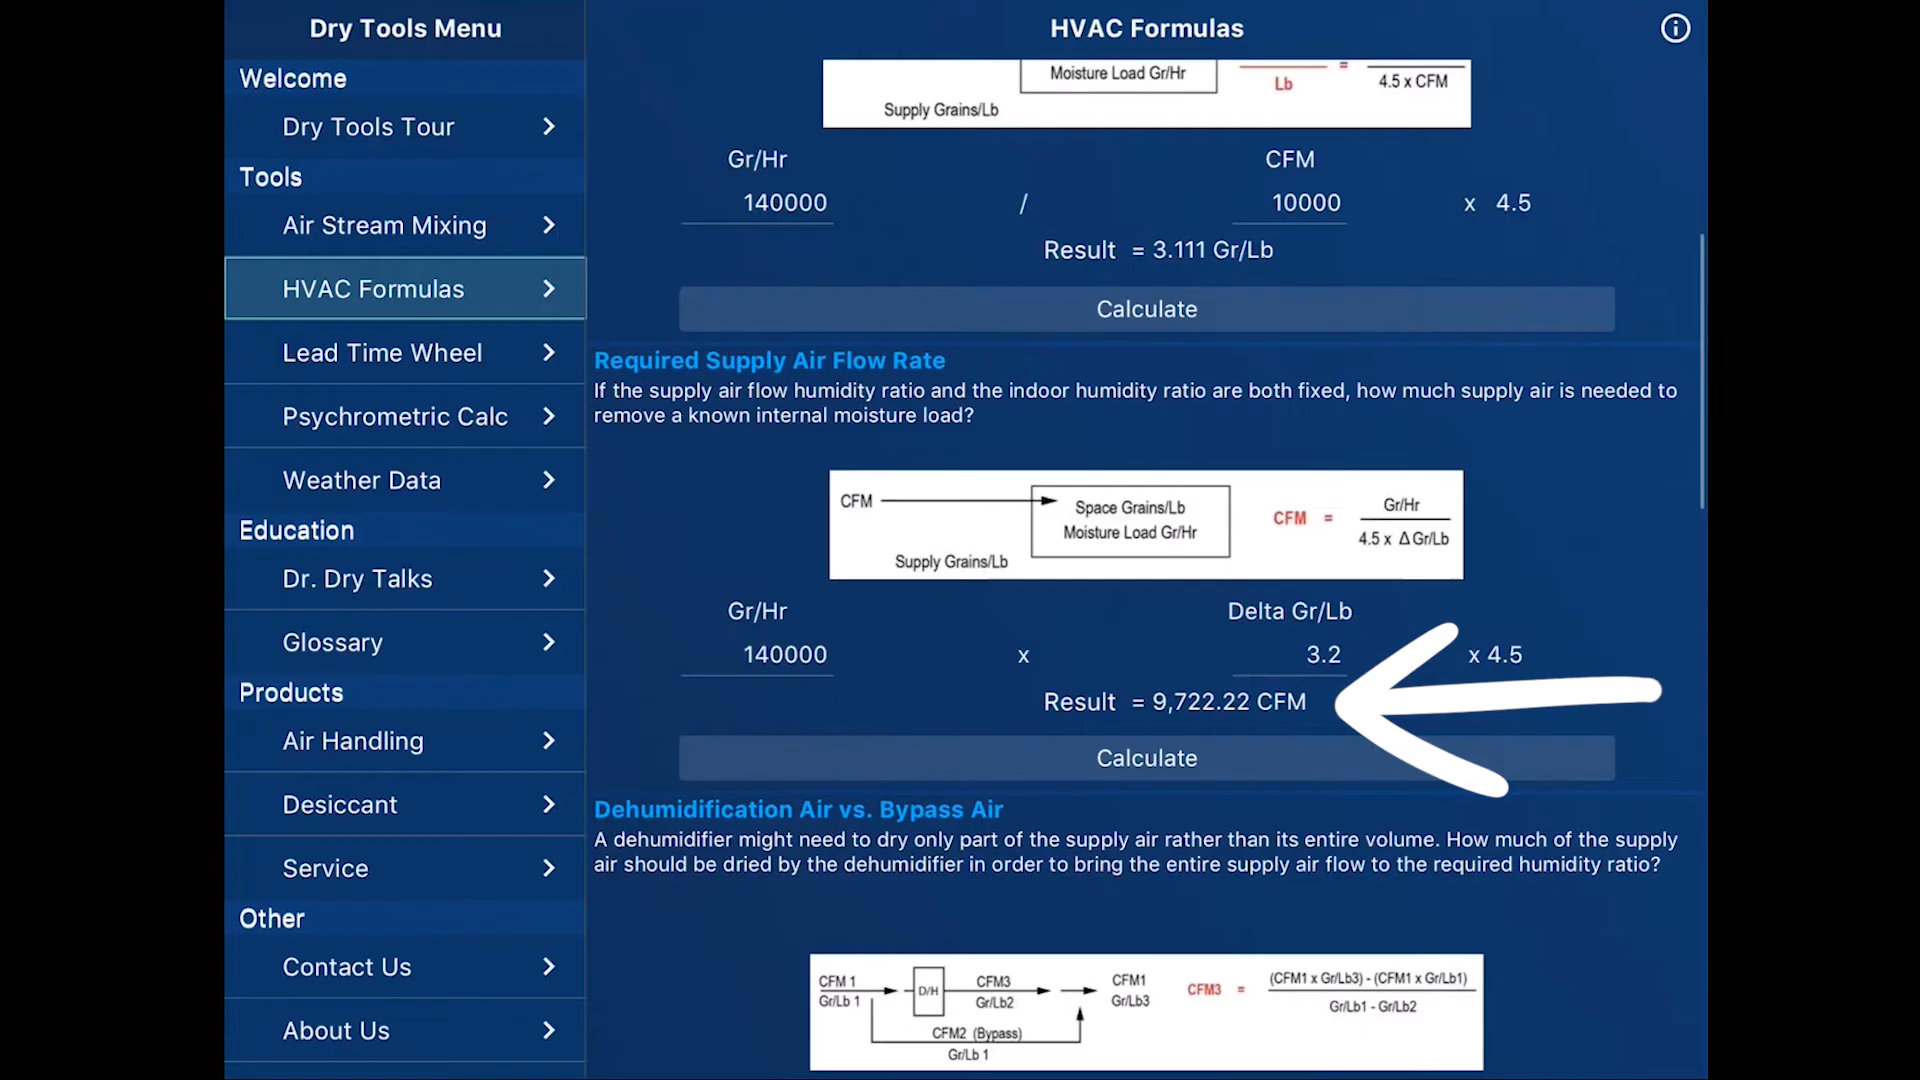 Dry Tools Menu
Welcome
Dry Tools Tour
Tools
Air Stream Mixing
HVAC Formulas
Lead Time Wheel
Psychrometric Calc
Weather Data
Education
Dr. Dry Talks
Glossary
Products
Air Handling
Desiccant
Service
Other
Contact Us
About Us
HVAC Formulas
Moisture Load Gr/Hr
Supply Grains/Lb
Lb = 4.5 x CFM
Gr/Hr CFM
140000 / 10000 x 4.5
Result = 3.111 Gr/Lb
Calculate
Required Supply Air Flow Rate
If the supply air flow humidity ratio and the indoor humidity ratio are both fixed, how much supply air is needed to
remove a known internal moisture load?
CFM
Space Grains/Lb
Moisture Load Gr/Hr
Supply Grains/Lb
CFM =
Gr/Hr
4.5 x Δ Gr/Lb
Gr/Hr Delta Gr/Lb
140000 x 3.2 x 4.5
Result = 9,722.22 CFM
Calculate
Dehumidification Air vs. Bypass Air
A dehumidifier might need to dry only part of the supply air rather than its entire volume. How much of the supply
air should be dried by the dehumidifier in order to bring the entire supply air flow to the required humidity ratio?
CFM 1
Gr/Lb 1
D/H
CFM3
Gr/Lb2
CFM1
Gr/Lb3
CFM2 (Bypass)
Gr/Lb 1
CFM3 =
(CFM1 x Gr/Lb3) - (CFM1 x Gr/Lb1)
Gr/Lb1 - Gr/Lb2